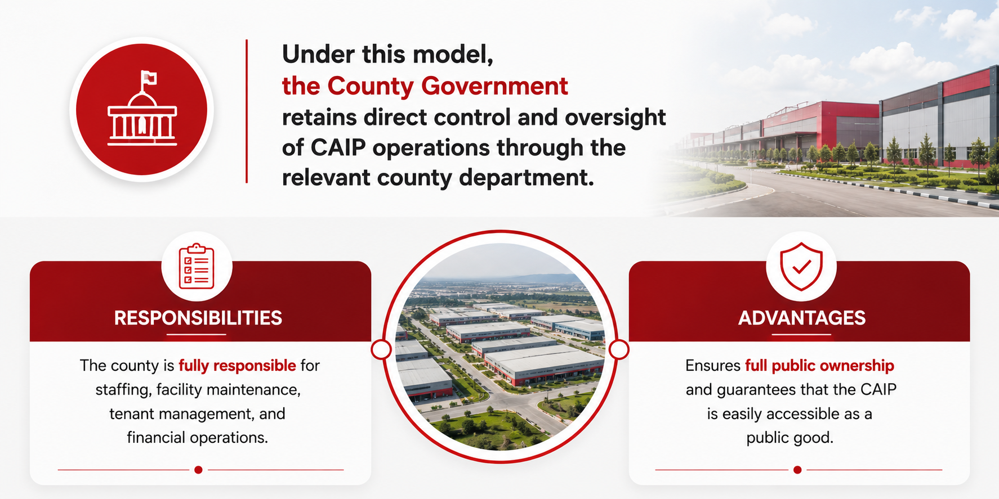 Under this model,
the County Government
retains direct control and oversight
of CAIP operations through the
relevant county department.
RESPONSIBILITIES
The county is fully responsible for
staffing, facility maintenance,
tenant management, and
financial operations.
ADVANTAGES
Ensures full public ownership
and guarantees that the CAIP
is easily accessible as a
public good.